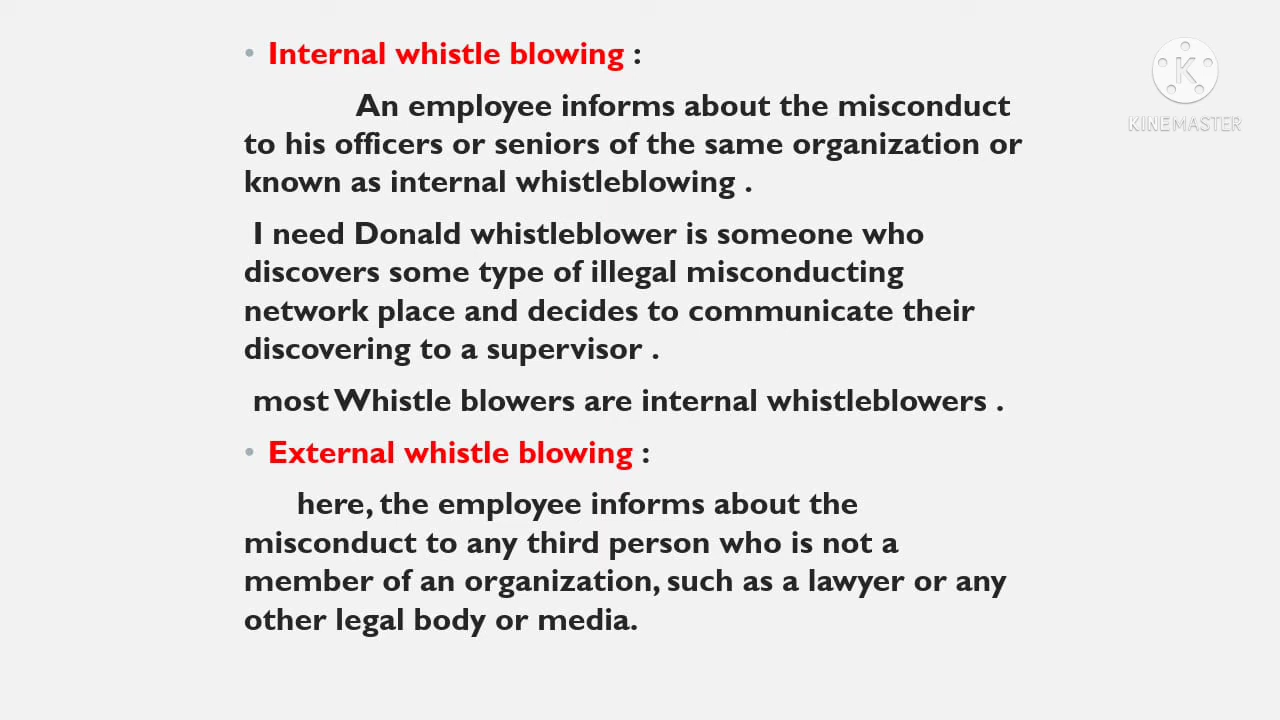 • Internal whistle blowing :
An employee informs about the misconduct
to his officers or seniors of the same organization or
known as internal whistleblowing .
I need Donald whistleblower is someone who
discovers some type of illegal misconducting
network place and decides to communicate their
discovering to a supervisor .
most Whistle blowers are internal whistleblowers .
• External whistle blowing :
here, the employee informs about the
misconduct to any third person who is not a
member of an organization, such as a lawyer or any
other legal body or media.
K
KINEMASTER